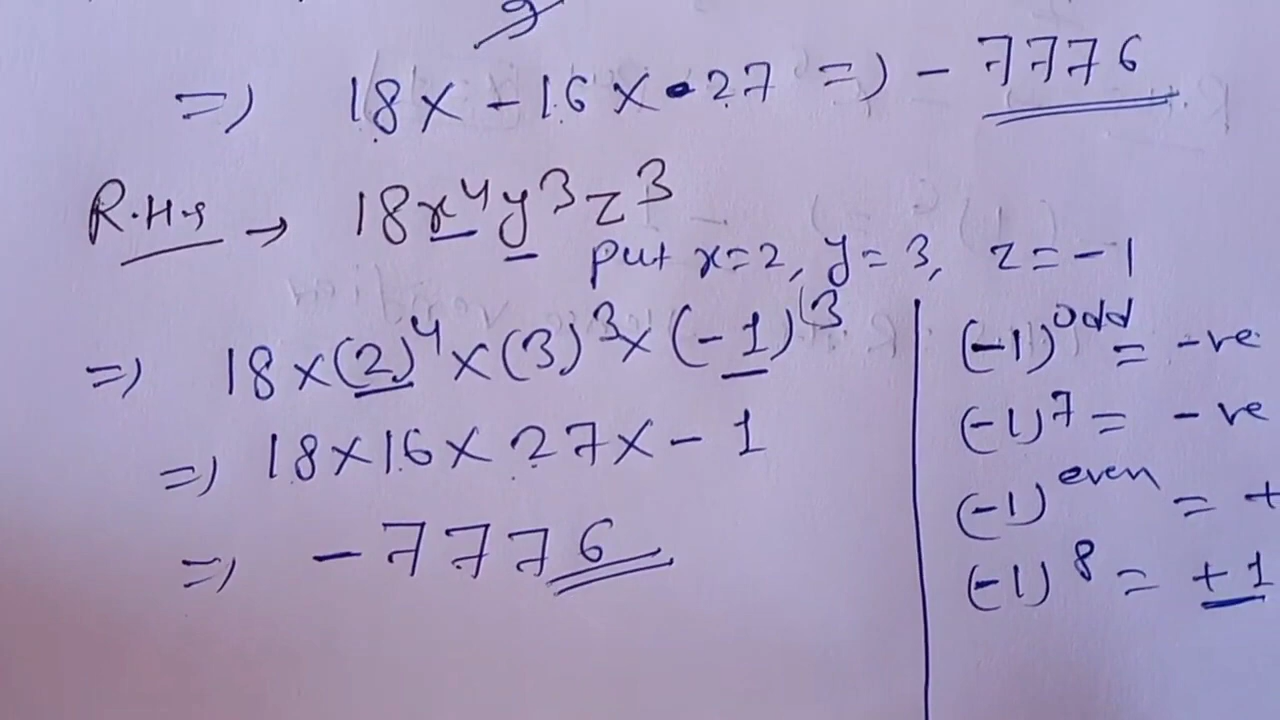 => 18 x - 16 x - 27 => - 7776
R.H.S → 18x⁴y³z³
put x=2, y=3, z=-1
=> 18×(2)⁴×(3)³×(-1)³
=> 18×16×27×-1
=> -7776
(-1)ᵒᵈᵈ = -ve
(-1)⁷ = -ve
(-1)ᵉᵛᵉⁿ = +
(-1)⁸ = +1